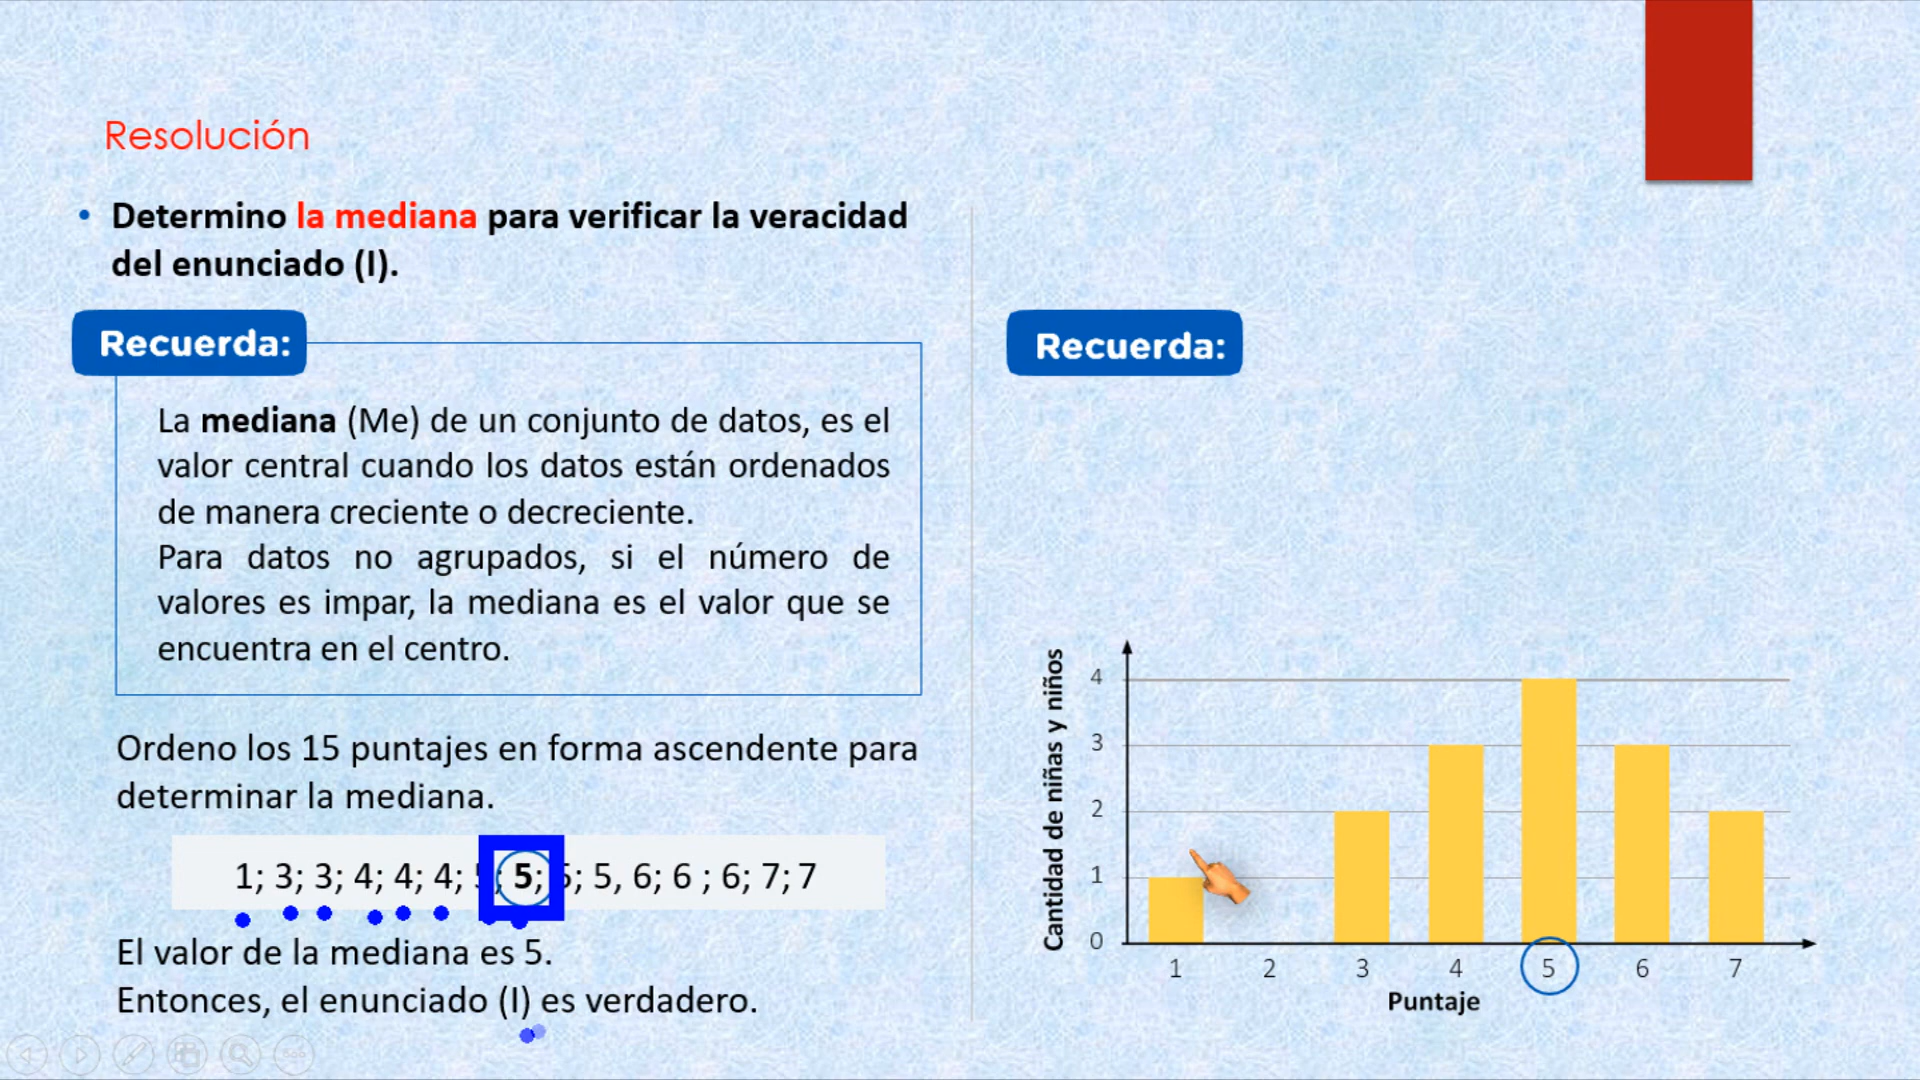 Resolución
• Determino la mediana para verificar la veracidad
del enunciado (I).
Recuerda:
La mediana (Me) de un conjunto de datos, es el
valor central cuando los datos están ordenados
de manera creciente o decreciente.
Para datos no agrupados, si el número de
valores es impar, la mediana es el valor que se
encuentra en el centro.
Ordeno los 15 puntajes en forma ascendente para
determinar la mediana.
1; 3; 3; 4; 4; 4; 5; 5; 5; 5, 6; 6 ; 6; 7; 7
El valor de la mediana es 5.
Entonces, el enunciado (I) es verdadero.
Recuerda:
Cantidad de niñas y niños
4
3
2
1
0
1 2 3 4 5 6 7
Puntaje